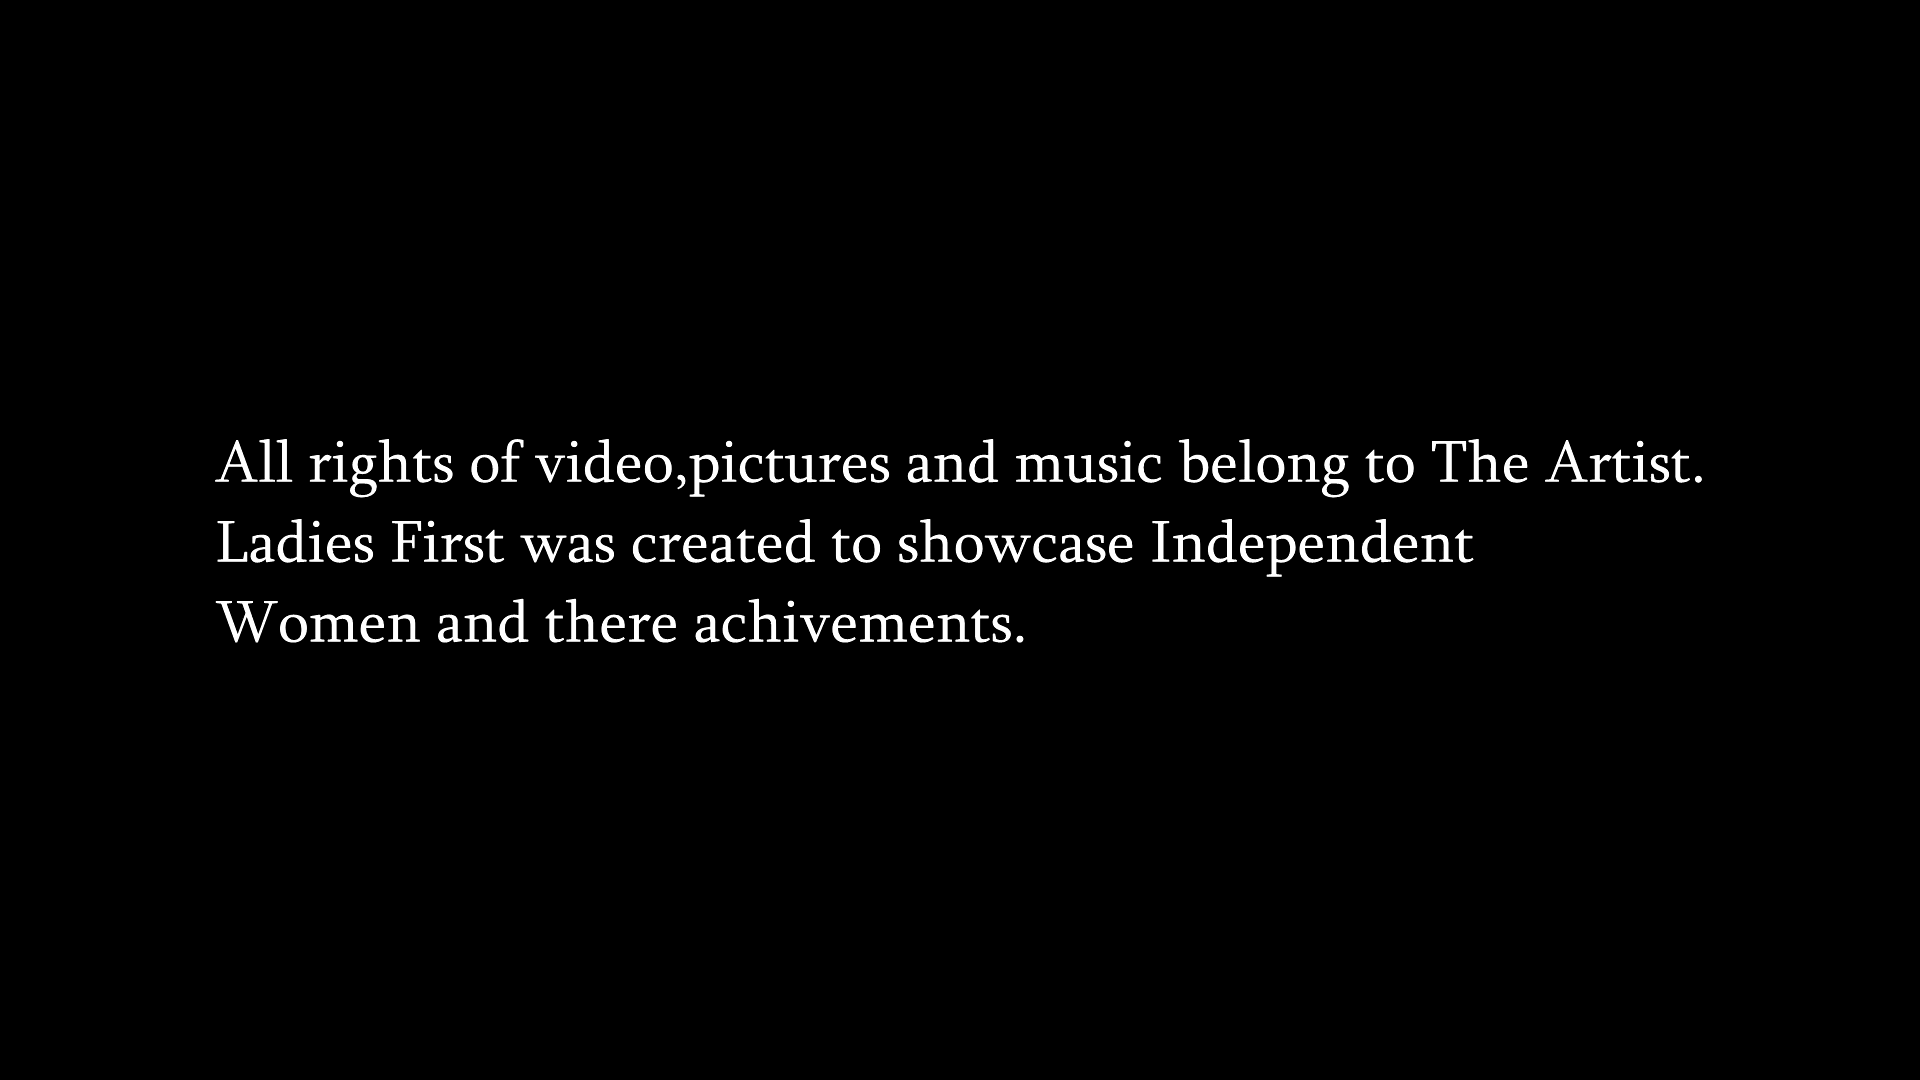 All rights of video,pictures and music belong to The Artist.
Ladies First was created to showcase Independent
Women and there achivements.